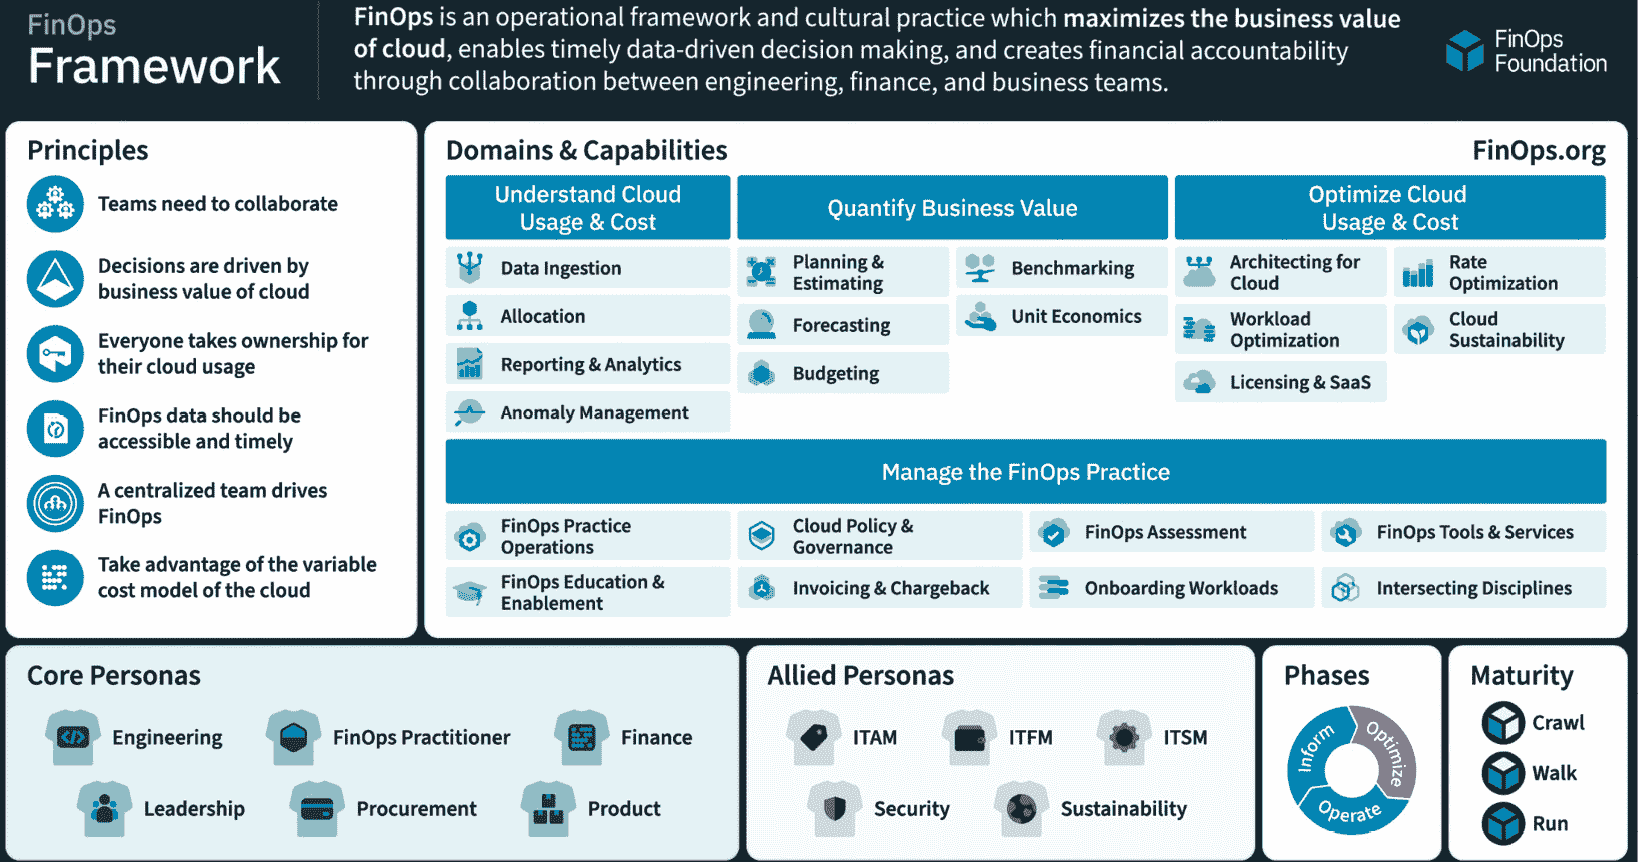 FinOps
Framework
FinOps is an operational framework and cultural practice which maximizes the business value
of cloud, enables timely data-driven decision making, and creates financial accountability
through collaboration between engineering, finance, and business teams.
FinOps
Foundation
Principles
Teams need to collaborate
Decisions are driven by
business value of cloud
Everyone takes ownership for
their cloud usage
FinOps data should be
accessible and timely
A centralized team drives
FinOps
Take advantage of the variable
cost model of the cloud
Domains & Capabilities
FinOps.org
Understand Cloud
Usage & Cost
Data Ingestion
Allocation
Reporting & Analytics
Anomaly Management
Quantify Business Value
Planning &
Estimating
Forecasting
Budgeting
Benchmarking
Unit Economics
Optimize Cloud
Usage & Cost
Architecting for
Cloud
Workload
Optimization
Licensing & SaaS
Rate
Optimization
Cloud
Sustainability
Manage the FinOps Practice
FinOps Practice
Operations
Cloud Policy &
Governance
FinOps Assessment
FinOps Tools & Services
FinOps Education &
Enablement
Invoicing & Chargeback
Onboarding Workloads
Intersecting Disciplines
Core Personas
Engineering
FinOps Practitioner
Finance
Leadership
Procurement
Product
Allied Personas
ITAM
ITFM
ITSM
Security
Sustainability
Phases
Inform
Optimize
Operate
Maturity
Crawl
Walk
Run